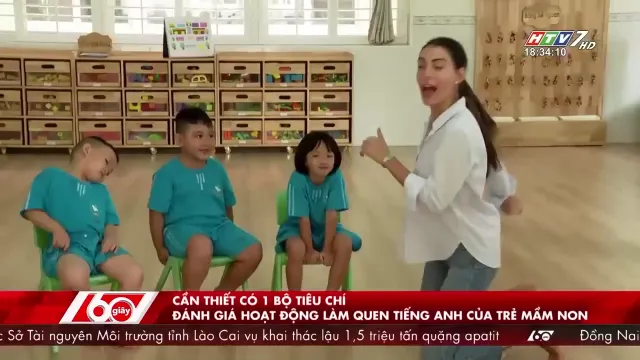 HTV7 HD
18:34:10
60 giây
CẦN THIẾT CÓ 1 BỘ TIÊU CHÍ
ĐÁNH GIÁ HOẠT ĐỘNG LÀM QUEN TIẾNG ANH CỦA TRẺ MẦM NON
Sở Tài nguyên Môi trường tỉnh Lào Cai vụ khai thác lậu 1,5 triệu tấn quặng apatit 60 Đồng Nai